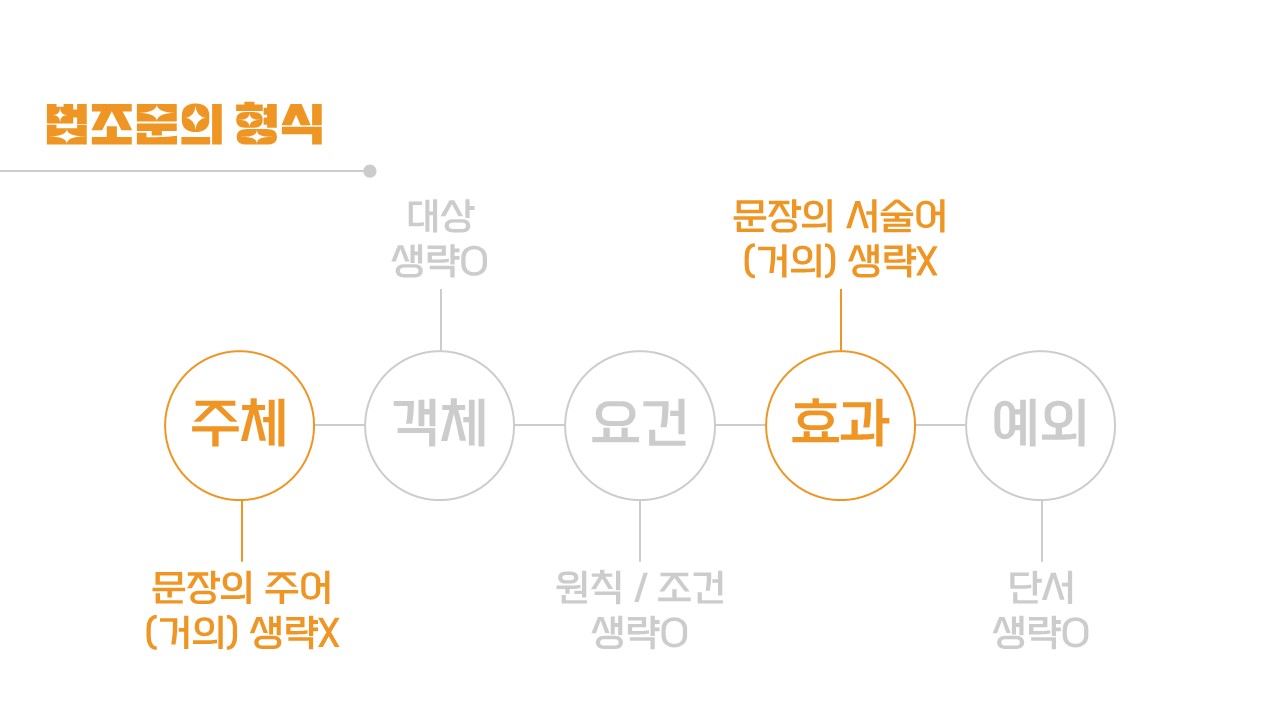 법조문의 형식
대상
생략O
문장의 서술어
(거의) 생략X
주체
객체
요건
효과
예외
문장의 주어
(거의) 생략X
원칙 / 조건
생략O
단서
생략O